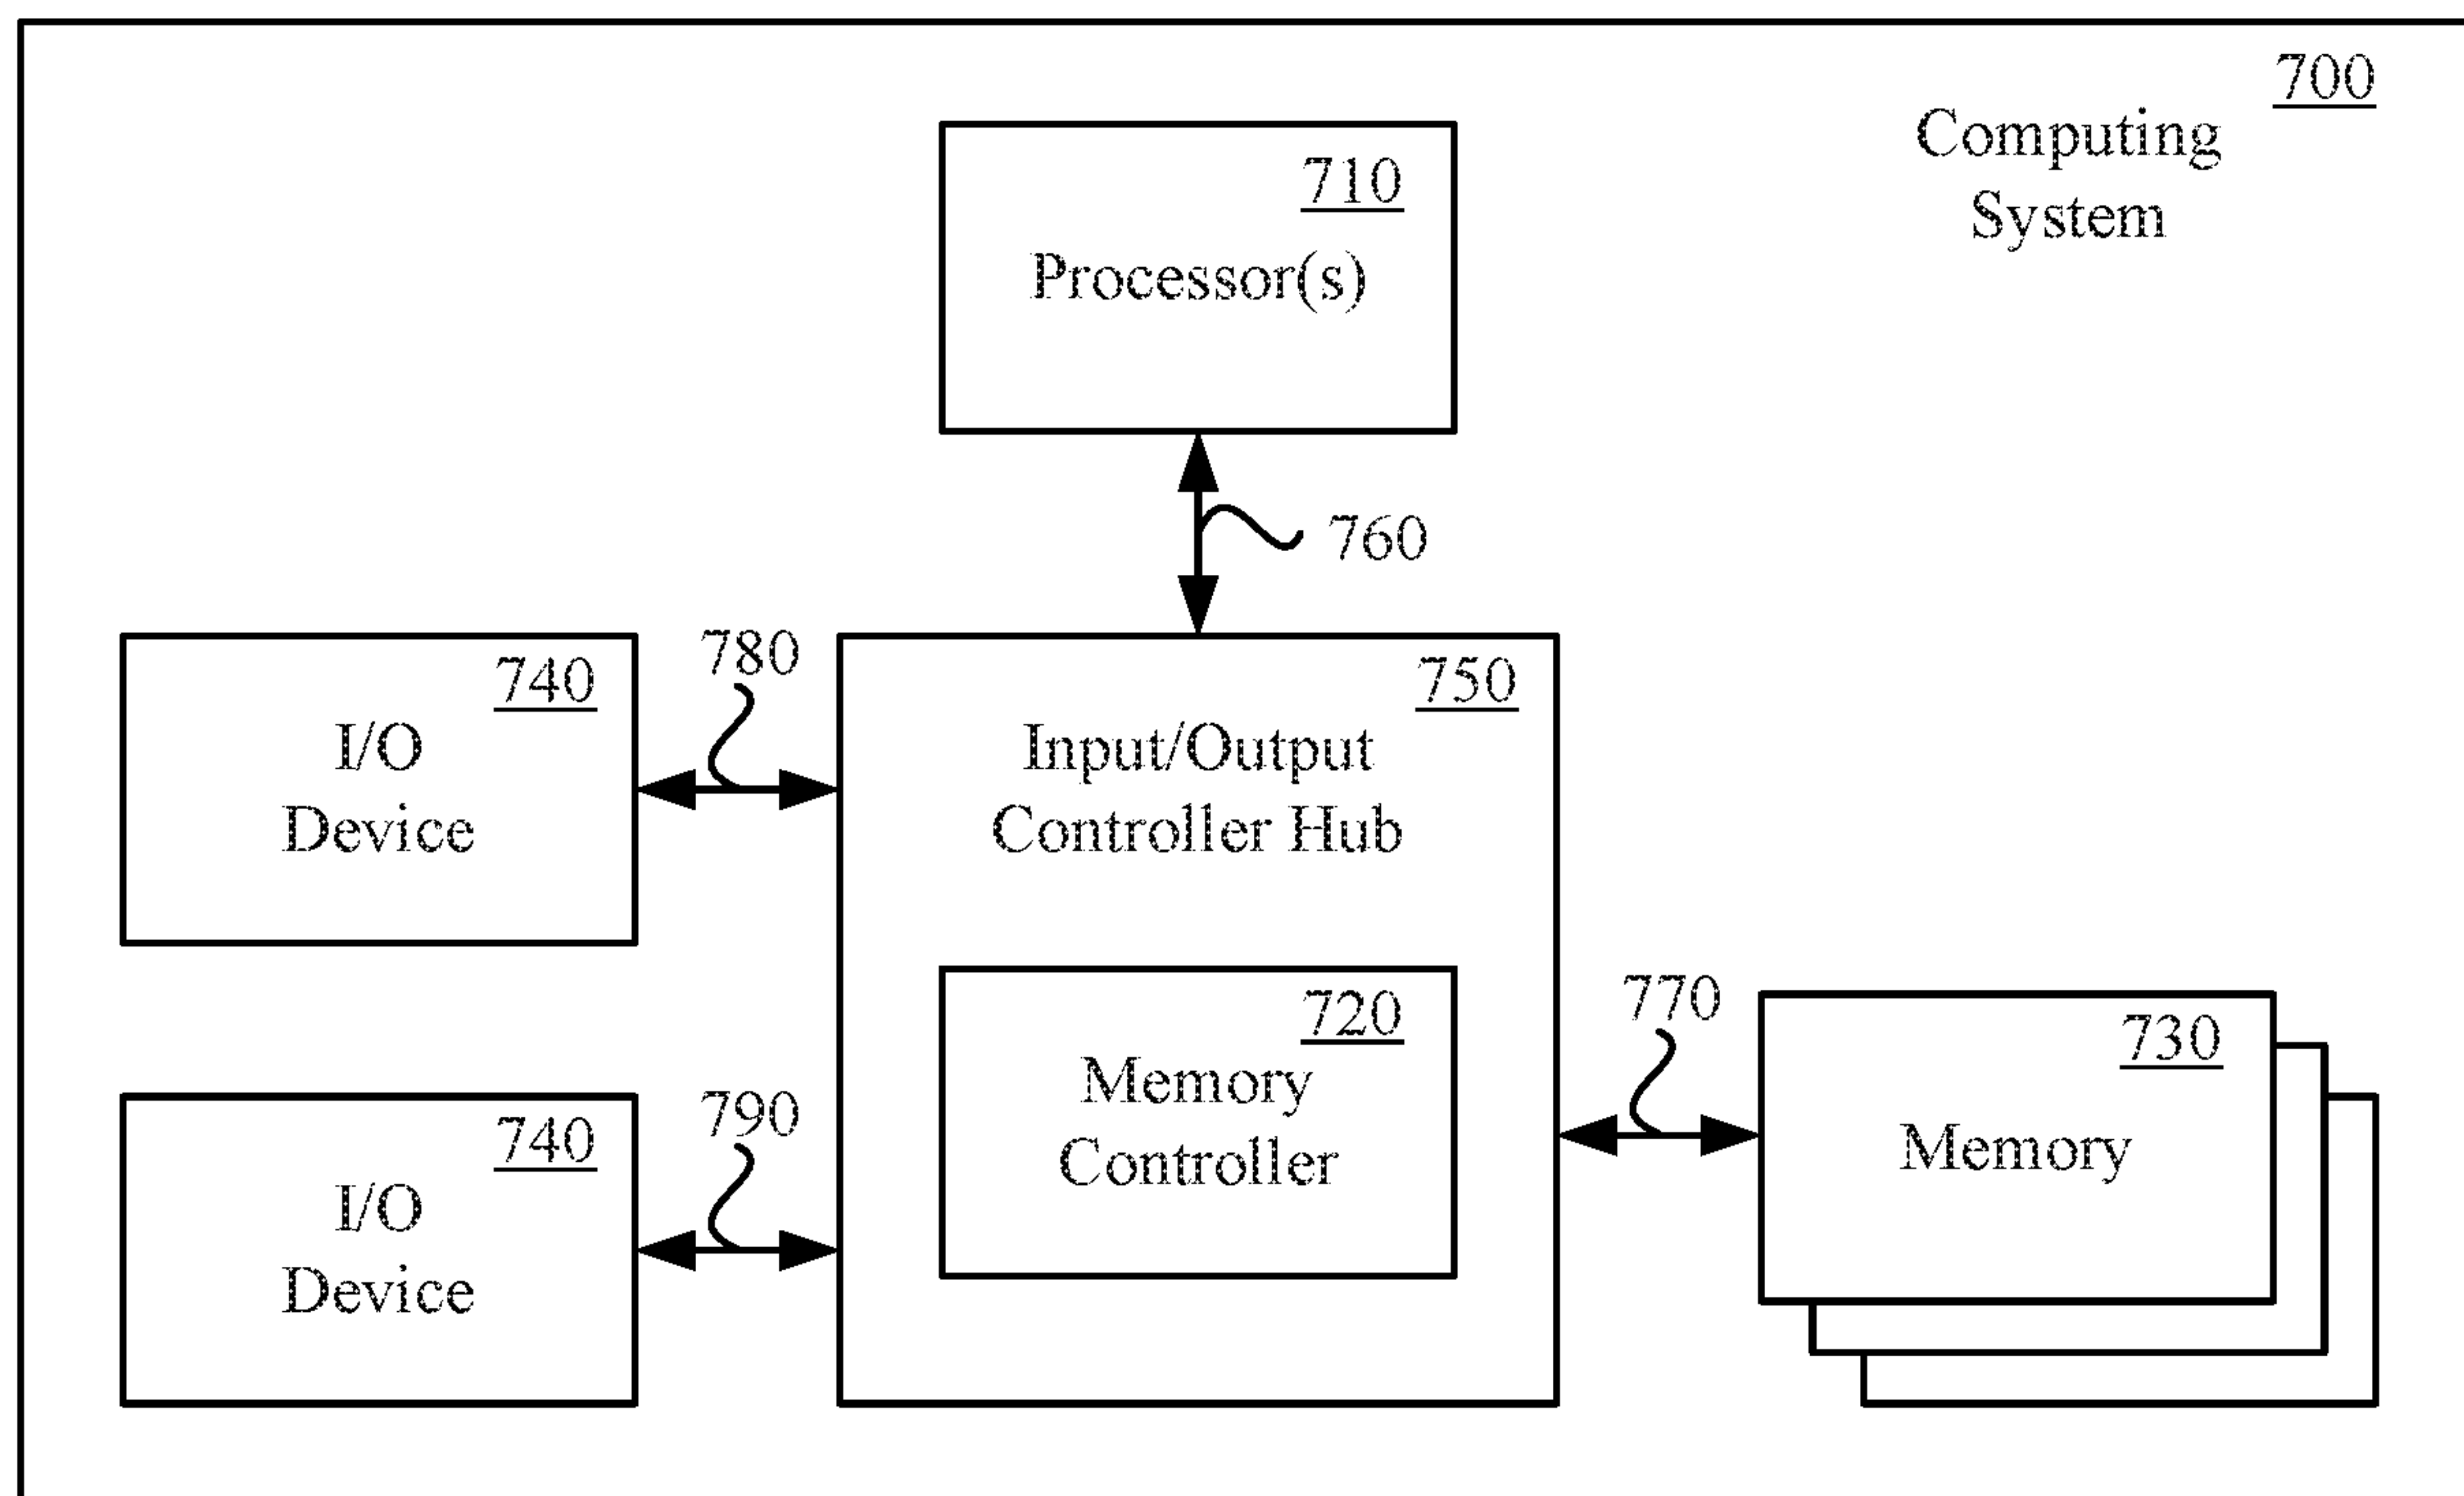 700
Computing
System
710
Processor(s)
760
740
I/O
Device
780
750
Input/Output
Controller Hub
720
Memory
Controller
770
730
Memory
740
I/O
Device
790